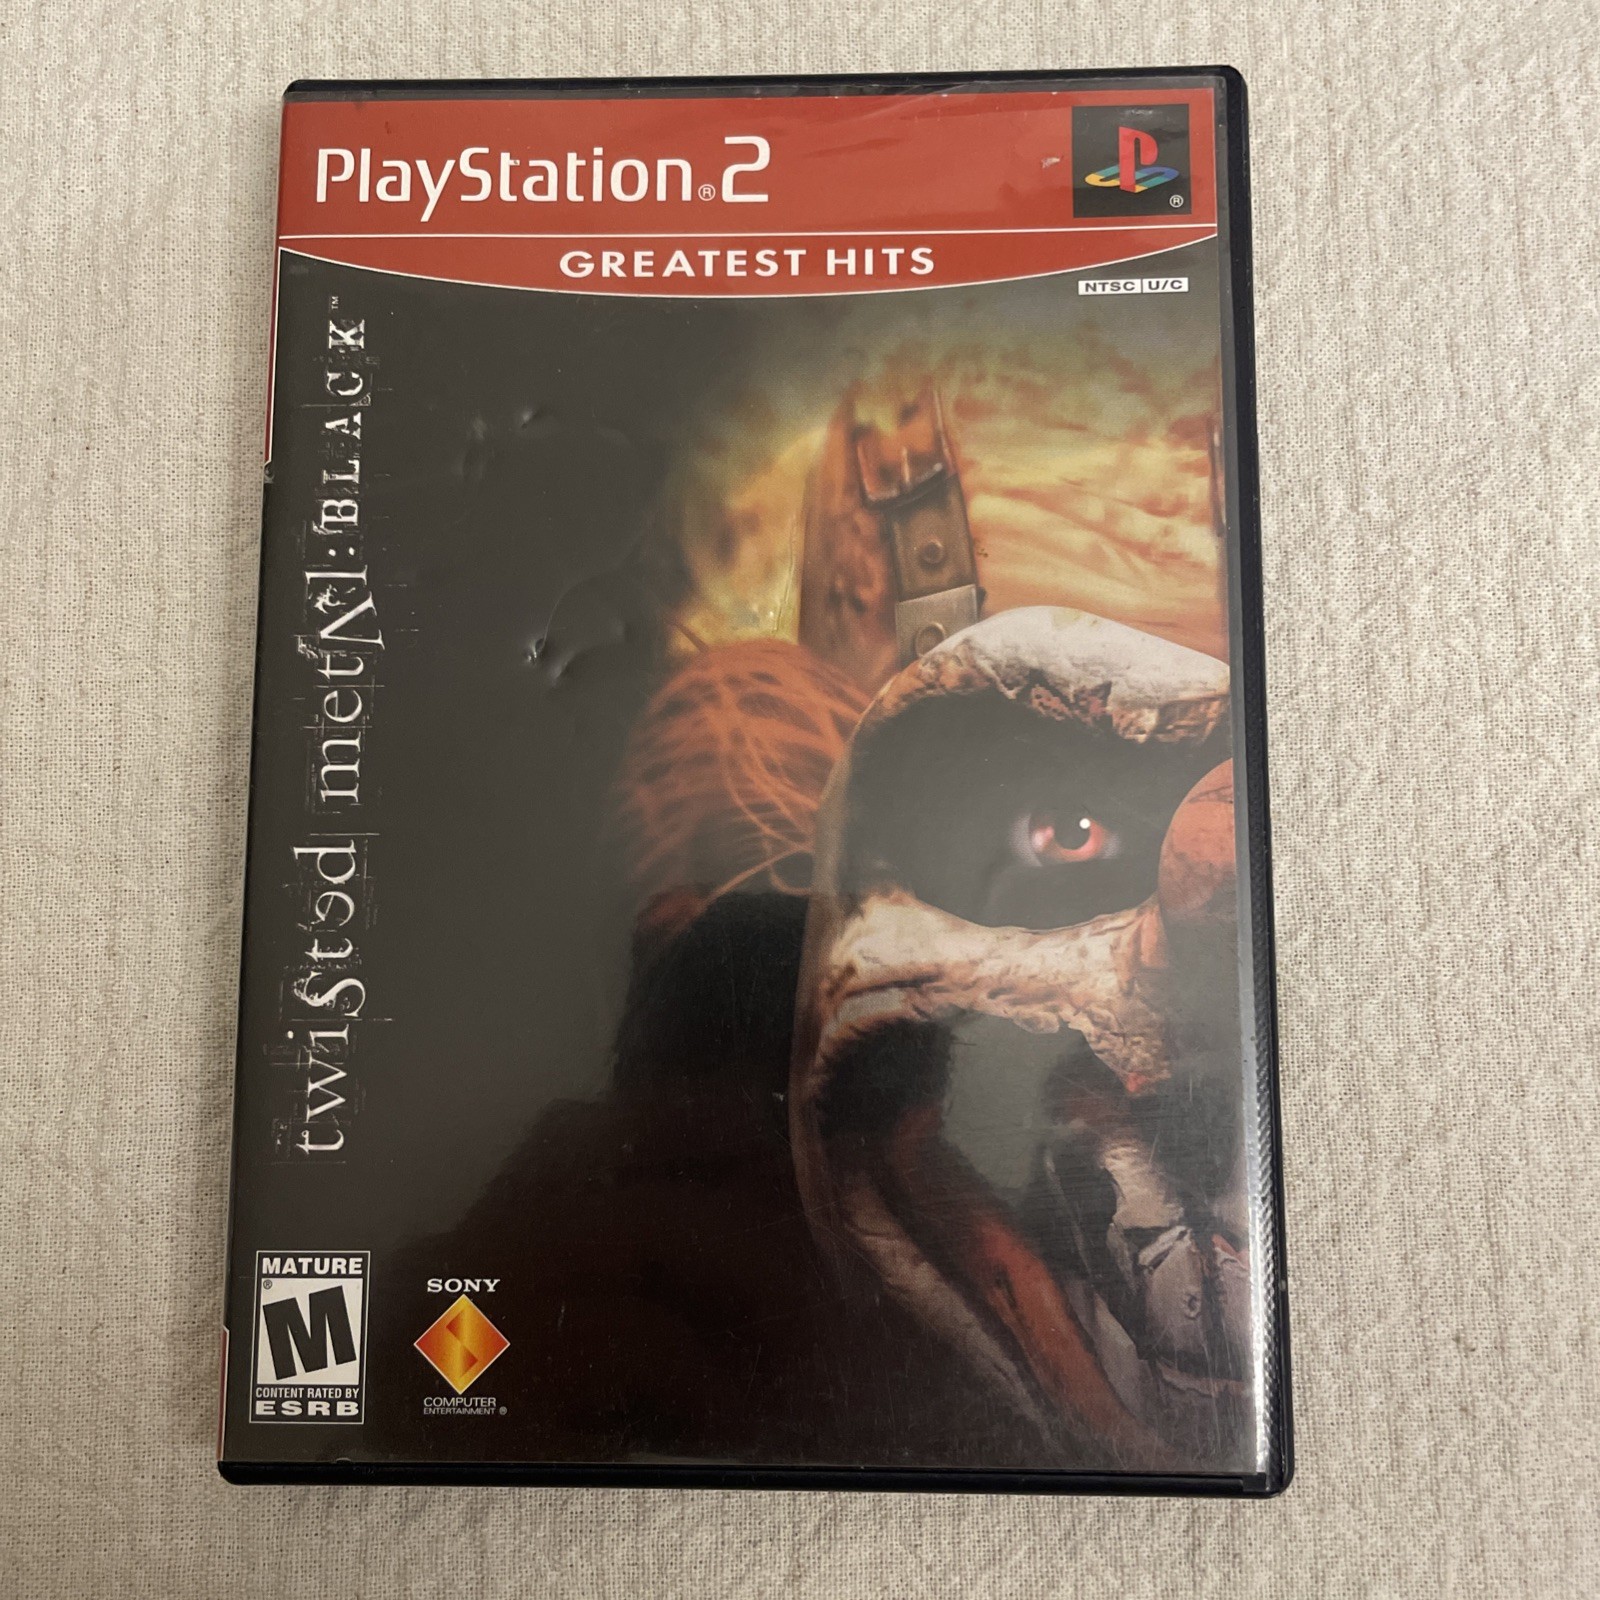 PlayStation®2
®
GREATEST HITS
NTSC U/C
twisted metal: BLACK™
MATURE
M
®
CONTENT RATED BY
ESRB
SONY
COMPUTER
ENTERTAINMENT®